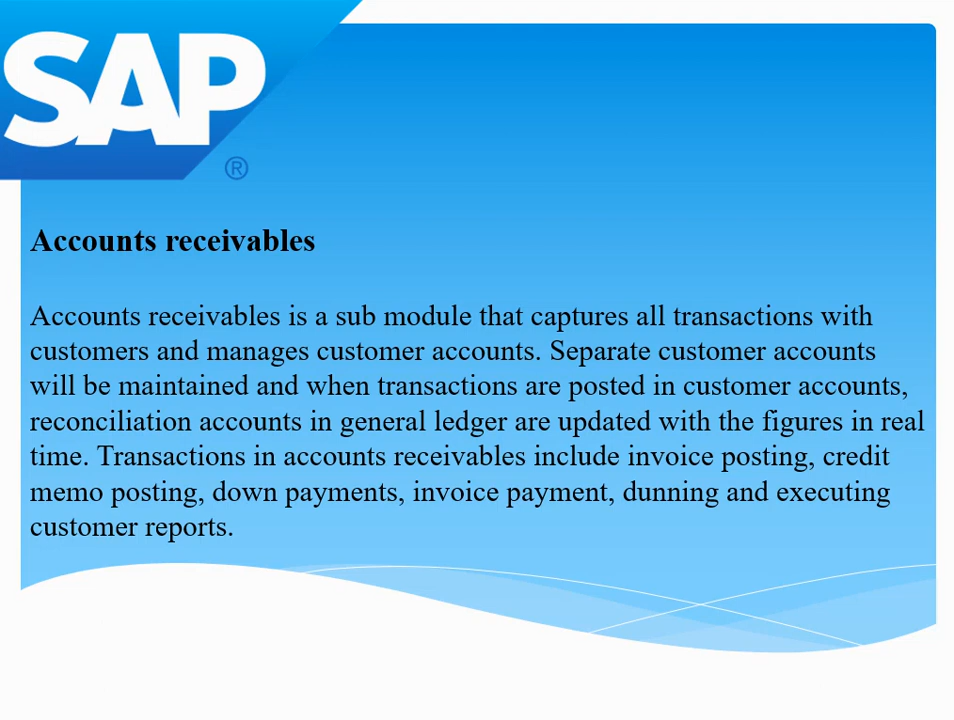 SAP
®
Accounts receivables
Accounts receivables is a sub module that captures all transactions with
customers and manages customer accounts. Separate customer accounts
will be maintained and when transactions are posted in customer accounts,
reconciliation accounts in general ledger are updated with the figures in real
time. Transactions in accounts receivables include invoice posting, credit
memo posting, down payments, invoice payment, dunning and executing
customer reports.